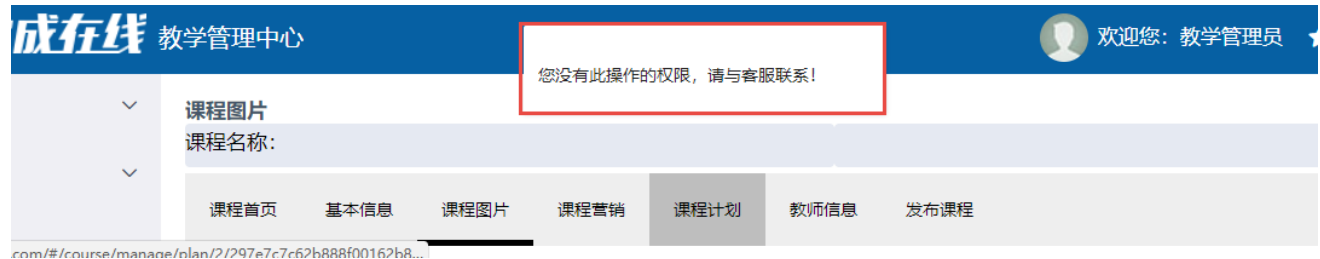 成在线 教学管理中心
欢迎您：教学管理员
您没有此操作的权限，请与客服联系！
课程图片
课程名称：
课程首页 基本信息 课程图片 课程营销 课程计划 教师信息 发布课程
.com/#/course/manage/plan/2/297e7c7c62b888f00162b8...